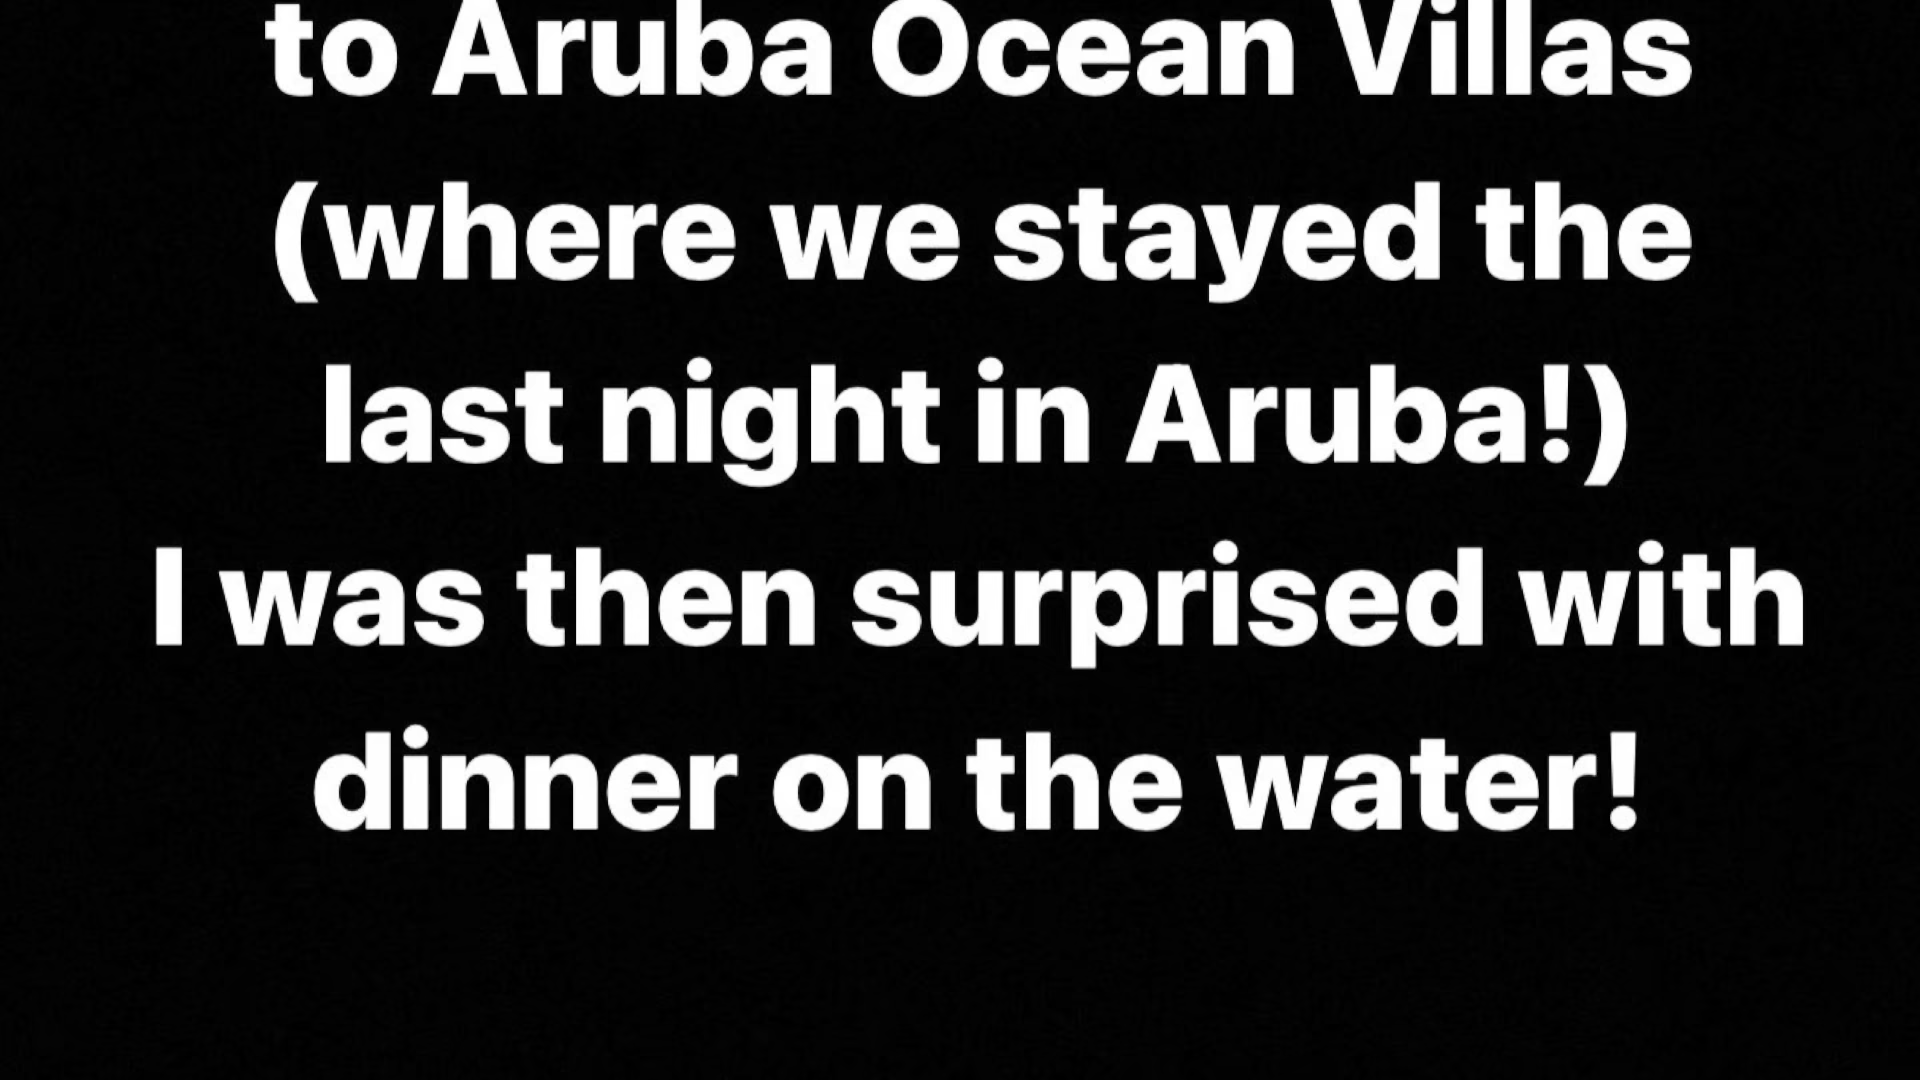 to Aruba Ocean Villas
(where we stayed the
last night in Aruba!)
I was then surprised with
dinner on the water!